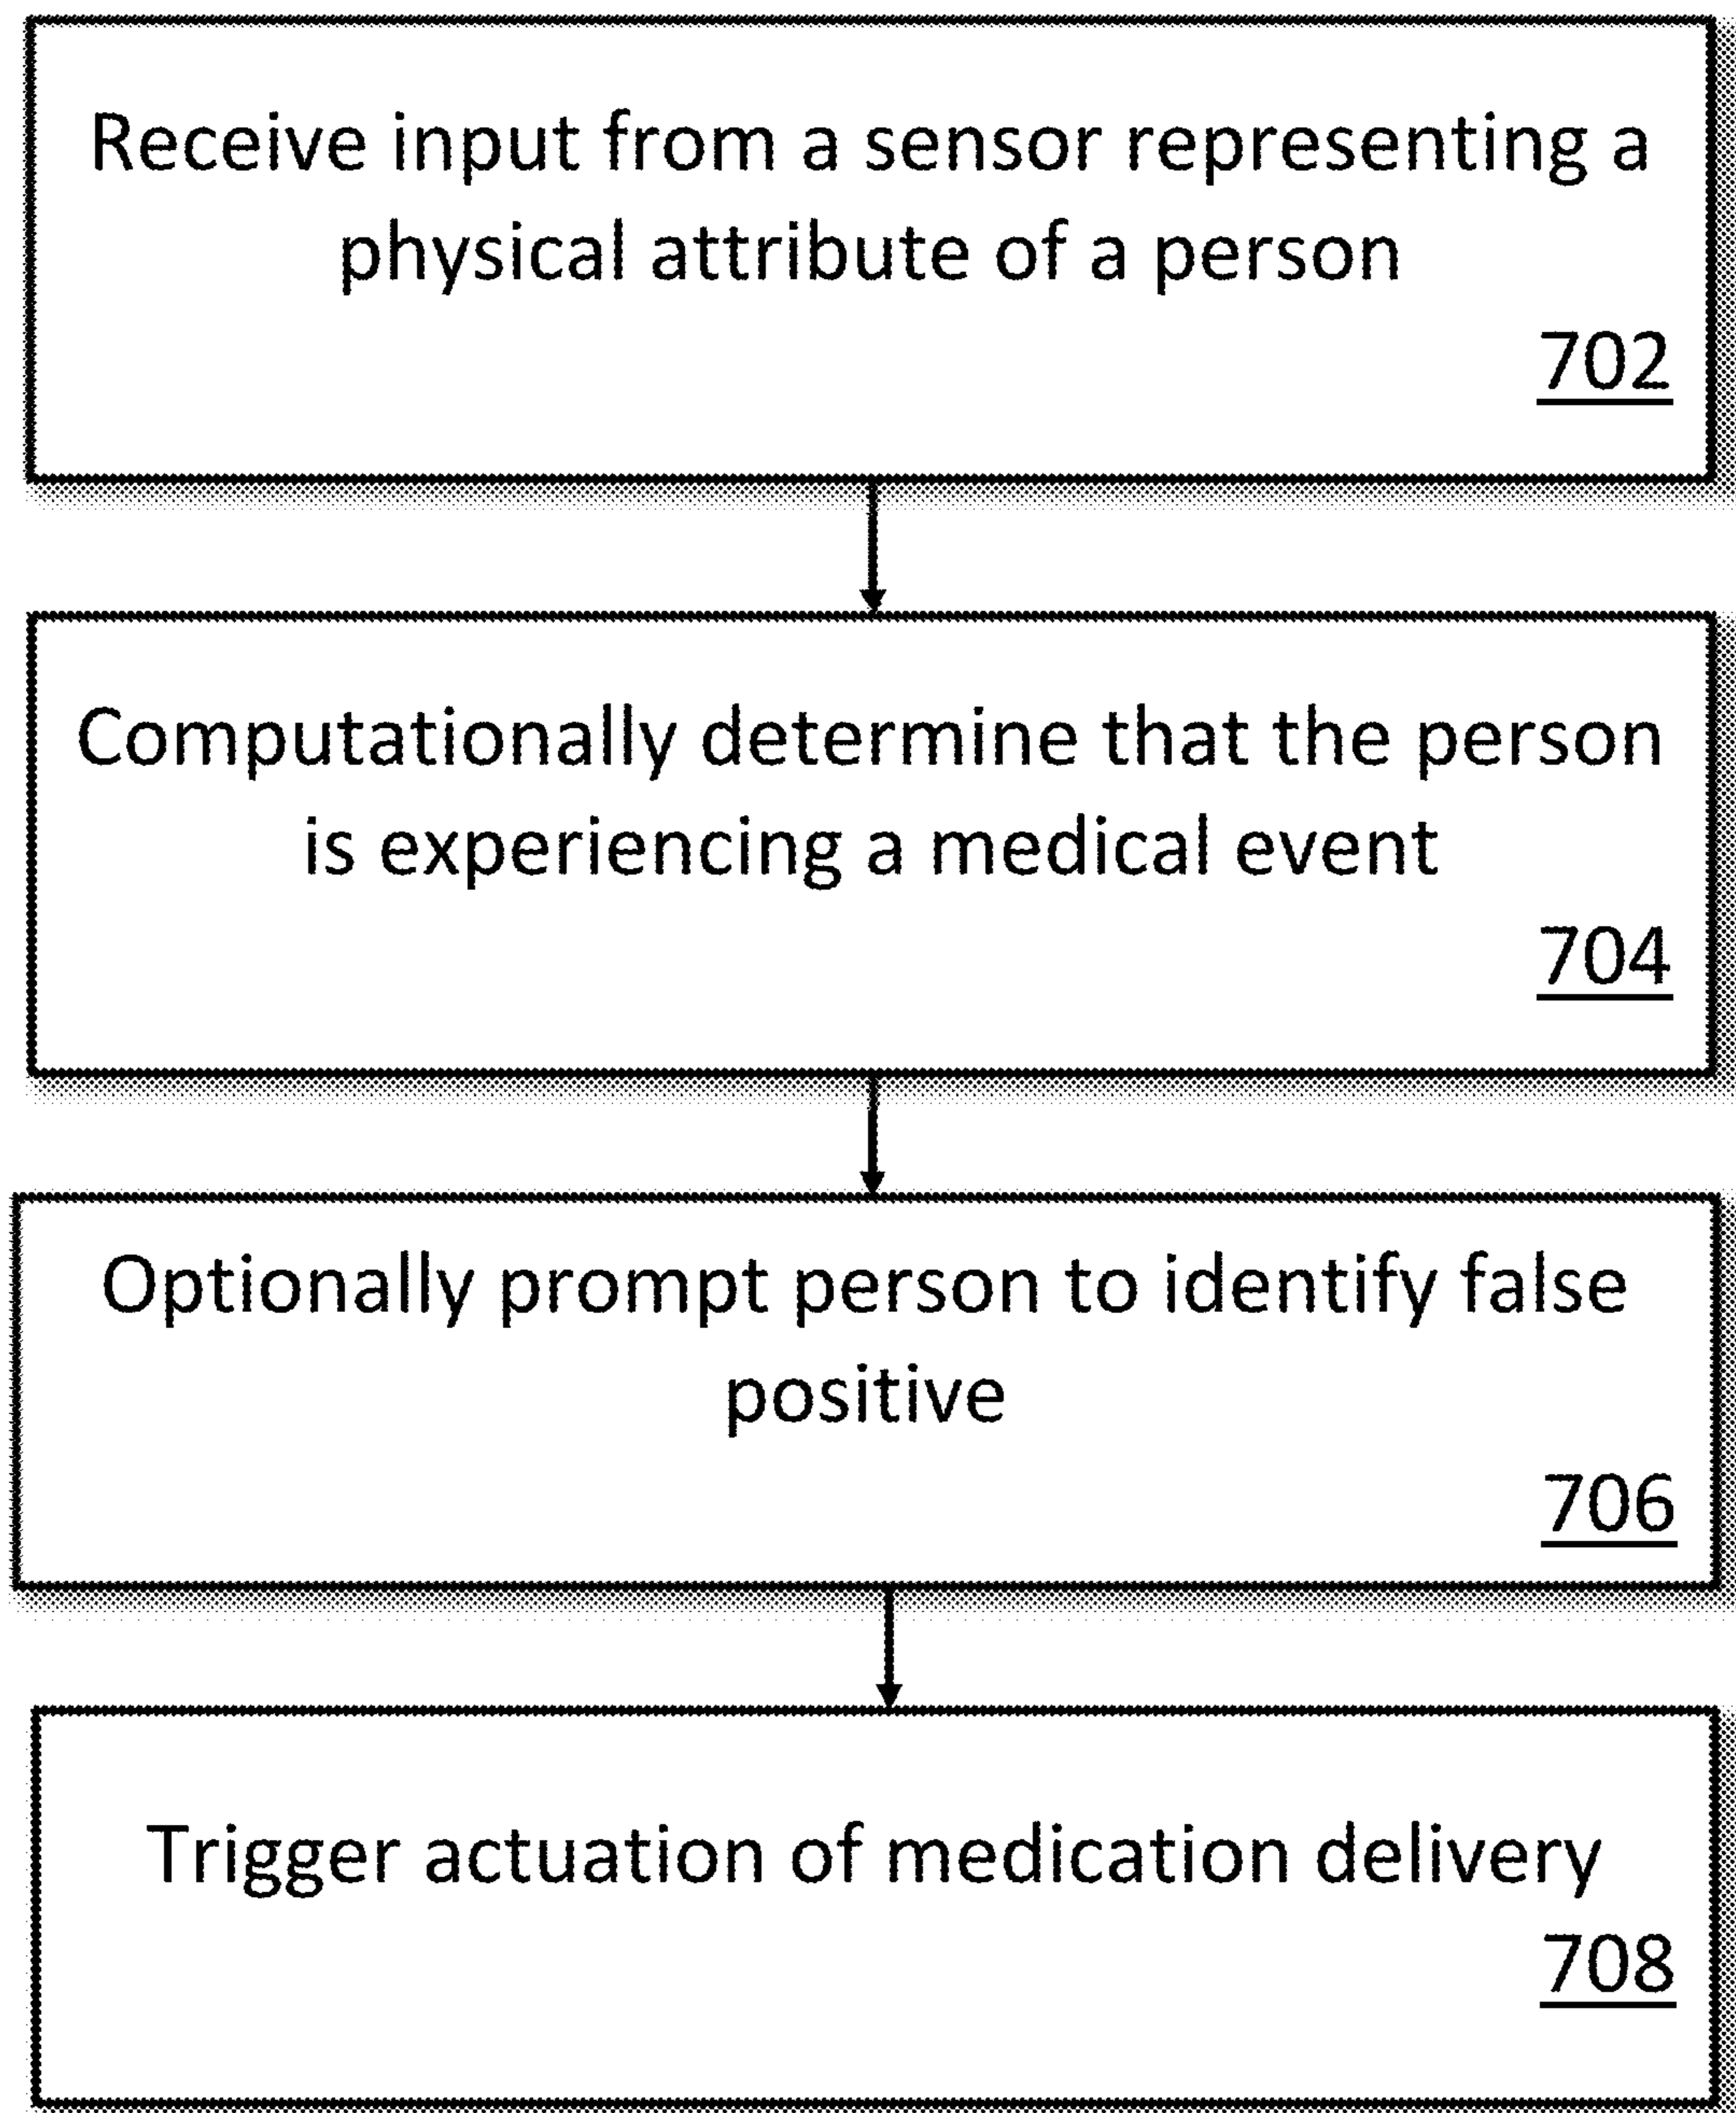 Receive input from a sensor representing a
physical attribute of a person
702
Computationally determine that the person
is experiencing a medical event
704
Optionally prompt person to identify false
positive
706
Trigger actuation of medication delivery
708